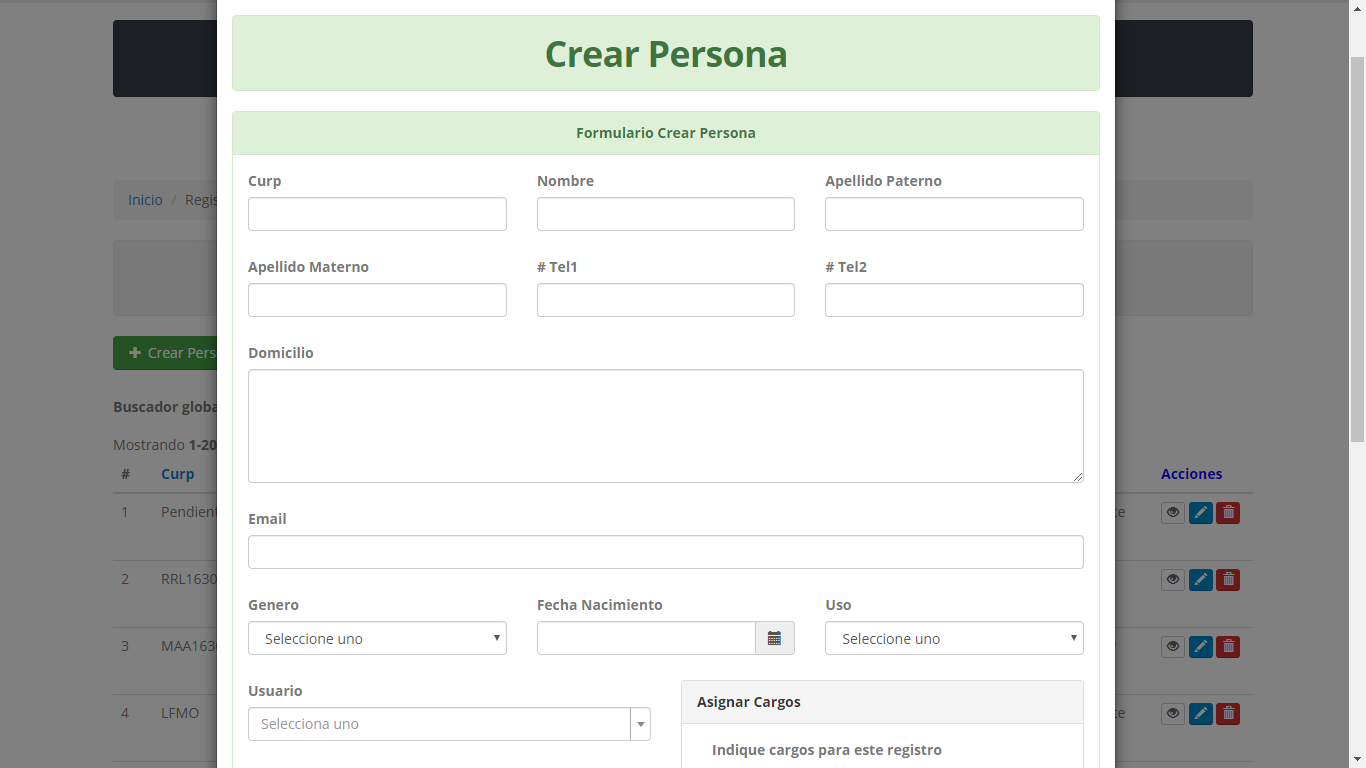 Crear Persona
Formulario Crear Persona
Curp Nombre Apellido Paterno
Apellido Materno # Tel1 # Tel2
Domicilio
Email
Genero Fecha Nacimiento Uso
Seleccione uno Seleccione uno
Usuario
Selecciona uno
Asignar Cargos
Indique cargos para este registro
Inicio / Regis
Crear Pers
Buscador globa
Mostrando 1-20
# Curp Acciones
1 Pendient te
2 RRL1630
3 MAA163
4 LFMO te